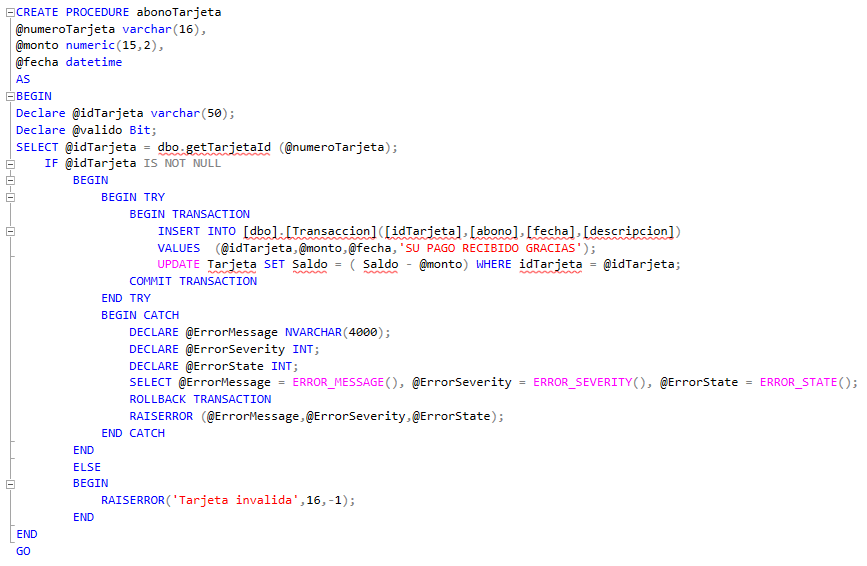 CREATE PROCEDURE abonoTarjeta
@numeroTarjeta varchar(16),
@monto numeric(15,2),
@fecha datetime
AS
BEGIN
Declare @idTarjeta varchar(50);
Declare @valido Bit;
SELECT @idTarjeta = dbo.getTarjetaId (@numeroTarjeta);
IF @idTarjeta IS NOT NULL
BEGIN
BEGIN TRY
BEGIN TRANSACTION
INSERT INTO [dbo].[Transaccion]([idTarjeta],[abono],[fecha],[descripcion])
VALUES  (@idTarjeta,@monto,@fecha,'SU PAGO RECIBIDO GRACIAS');
UPDATE Tarjeta SET Saldo = ( Saldo - @monto) WHERE idTarjeta = @idTarjeta;
COMMIT TRANSACTION
END TRY
BEGIN CATCH
DECLARE @ErrorMessage NVARCHAR(4000);
DECLARE @ErrorSeverity INT;
DECLARE @ErrorState INT;
SELECT @ErrorMessage = ERROR_MESSAGE(), @ErrorSeverity = ERROR_SEVERITY(), @ErrorState = ERROR_STATE();
ROLLBACK TRANSACTION
RAISERROR (@ErrorMessage,@ErrorSeverity,@ErrorState);
END CATCH
END
ELSE
BEGIN
RAISERROR('Tarjeta invalida',16,-1);
END
END
GO